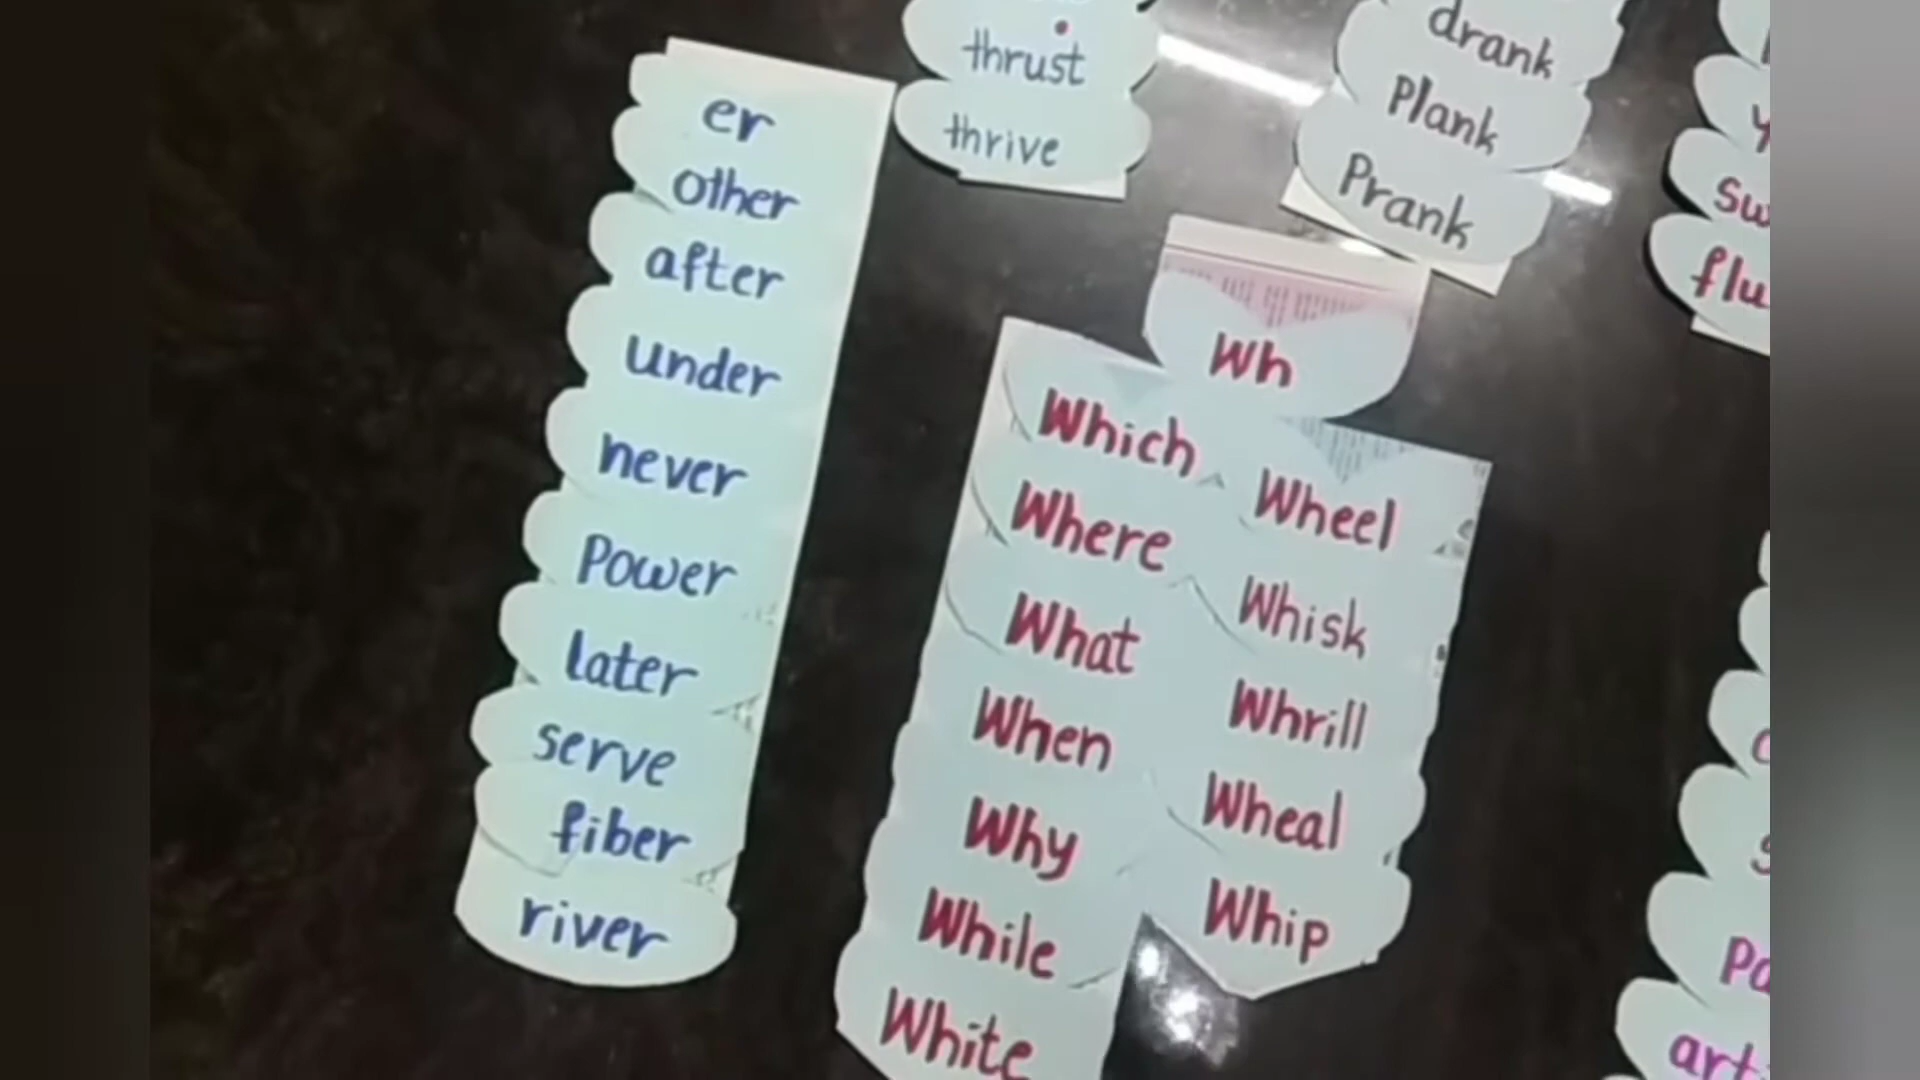 er
other
after
under
never
Power
later
serve
fiber
river
thrust
thrive
drank
Plank
Prank
Wh
Which
Where
What
When
Why
While
White
Wheel
Whisk
Whrill
Wheal
Whip